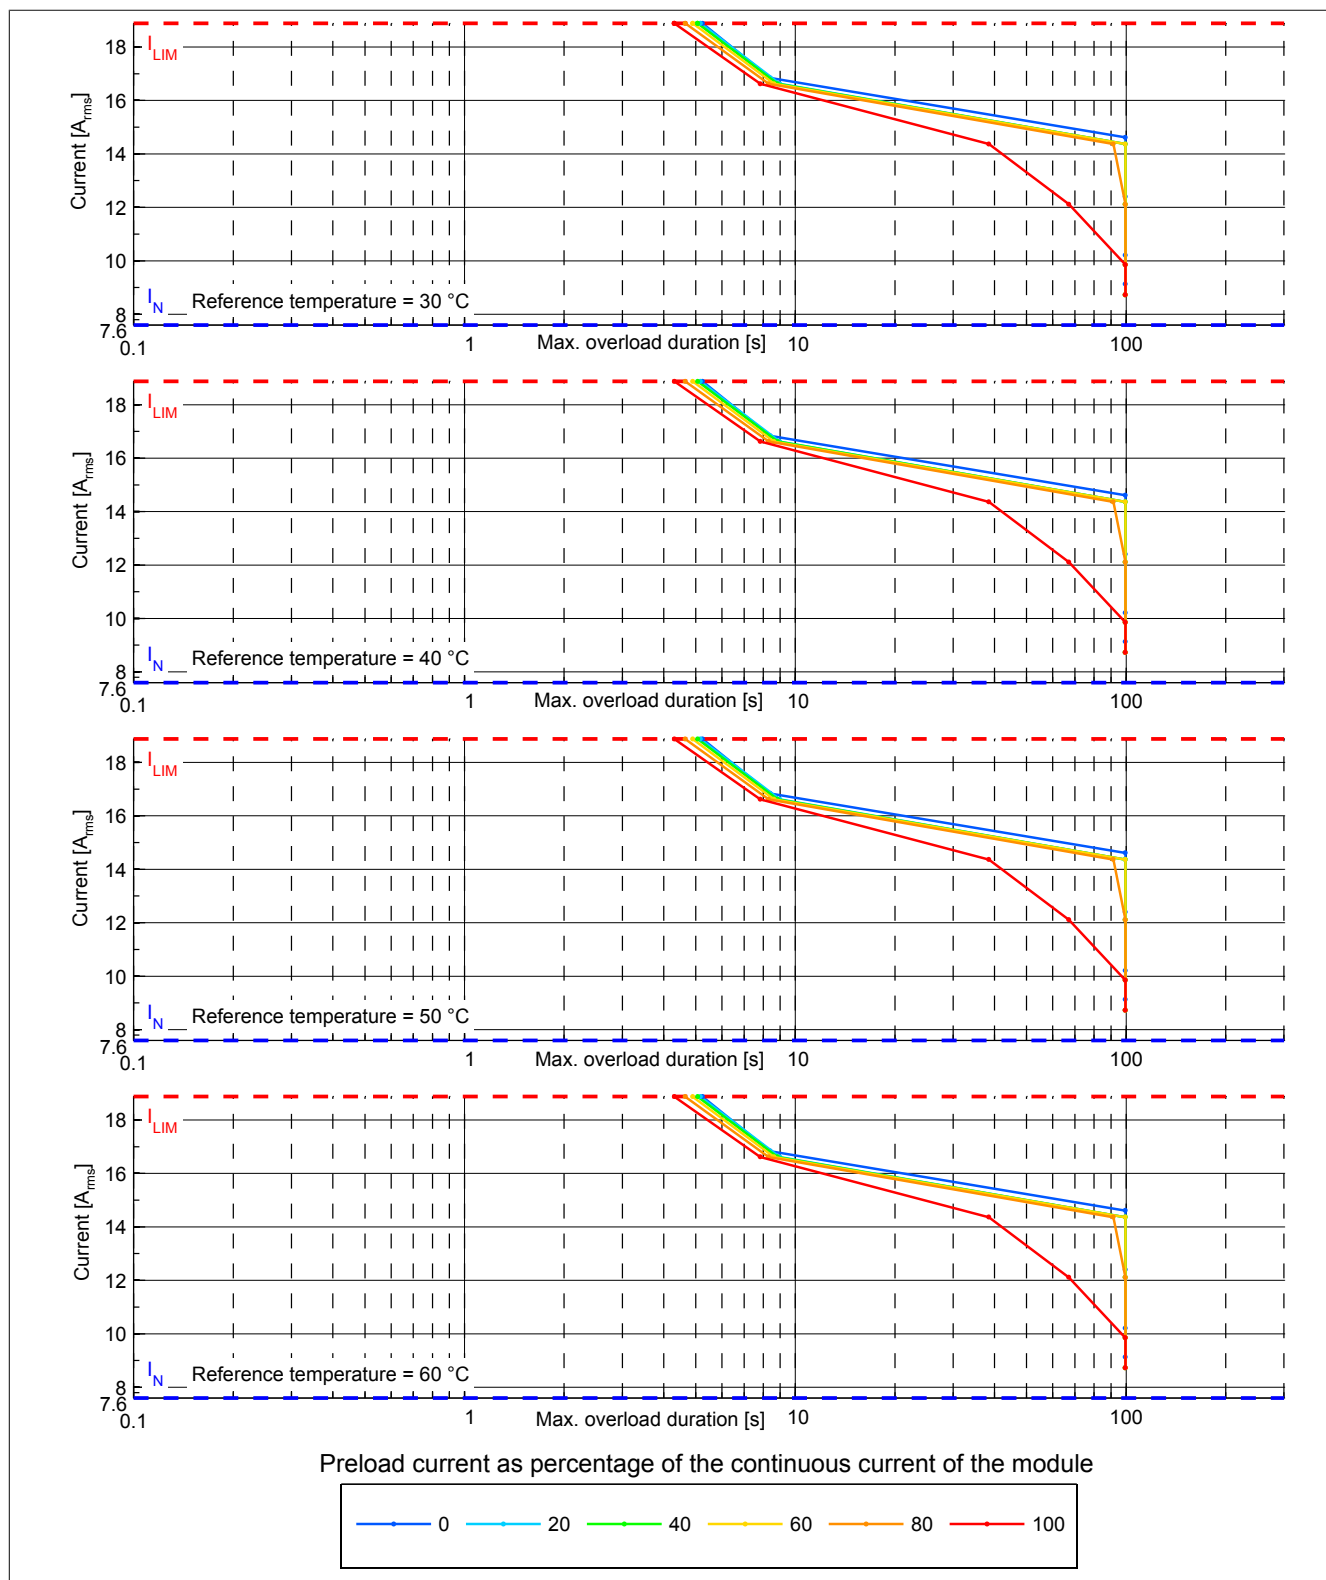 18
I_LIM
16
14
12
10
8
7.6
Current [A_rms]
I_N
Reference temperature = 30 °C
0.1
1
Max. overload duration [s]
10
100
18
I_LIM
16
14
12
10
8
7.6
Current [A_rms]
I_N
Reference temperature = 40 °C
0.1
1
Max. overload duration [s]
10
100
18
I_LIM
16
14
12
10
8
7.6
Current [A_rms]
I_N
Reference temperature = 50 °C
0.1
1
Max. overload duration [s]
10
100
18
I_LIM
16
14
12
10
8
7.6
Current [A_rms]
I_N
Reference temperature = 60 °C
0.1
1
Max. overload duration [s]
10
100
Preload current as percentage of the continuous current of the module
0 20 40 60 80 100